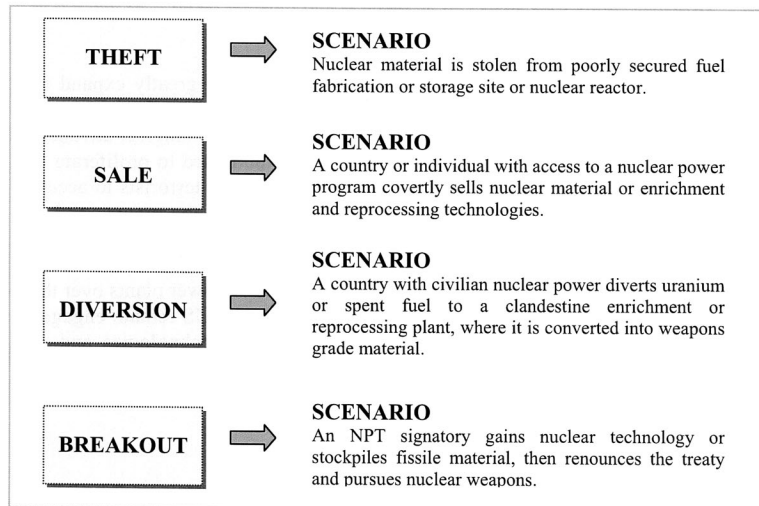 THEFT
SCENARIO
Nuclear material is stolen from poorly secured fuel
fabrication or storage site or nuclear reactor.
SALE
SCENARIO
A country or individual with access to a nuclear power
program covertly sells nuclear material or enrichment
and reprocessing technologies.
DIVERSION
SCENARIO
A country with civilian nuclear power diverts uranium
or spent fuel to a clandestine enrichment or
reprocessing plant, where it is converted into weapons
grade material.
BREAKOUT
SCENARIO
An NPT signatory gains nuclear technology or
stockpiles fissile material, then renounces the treaty
and pursues nuclear weapons.